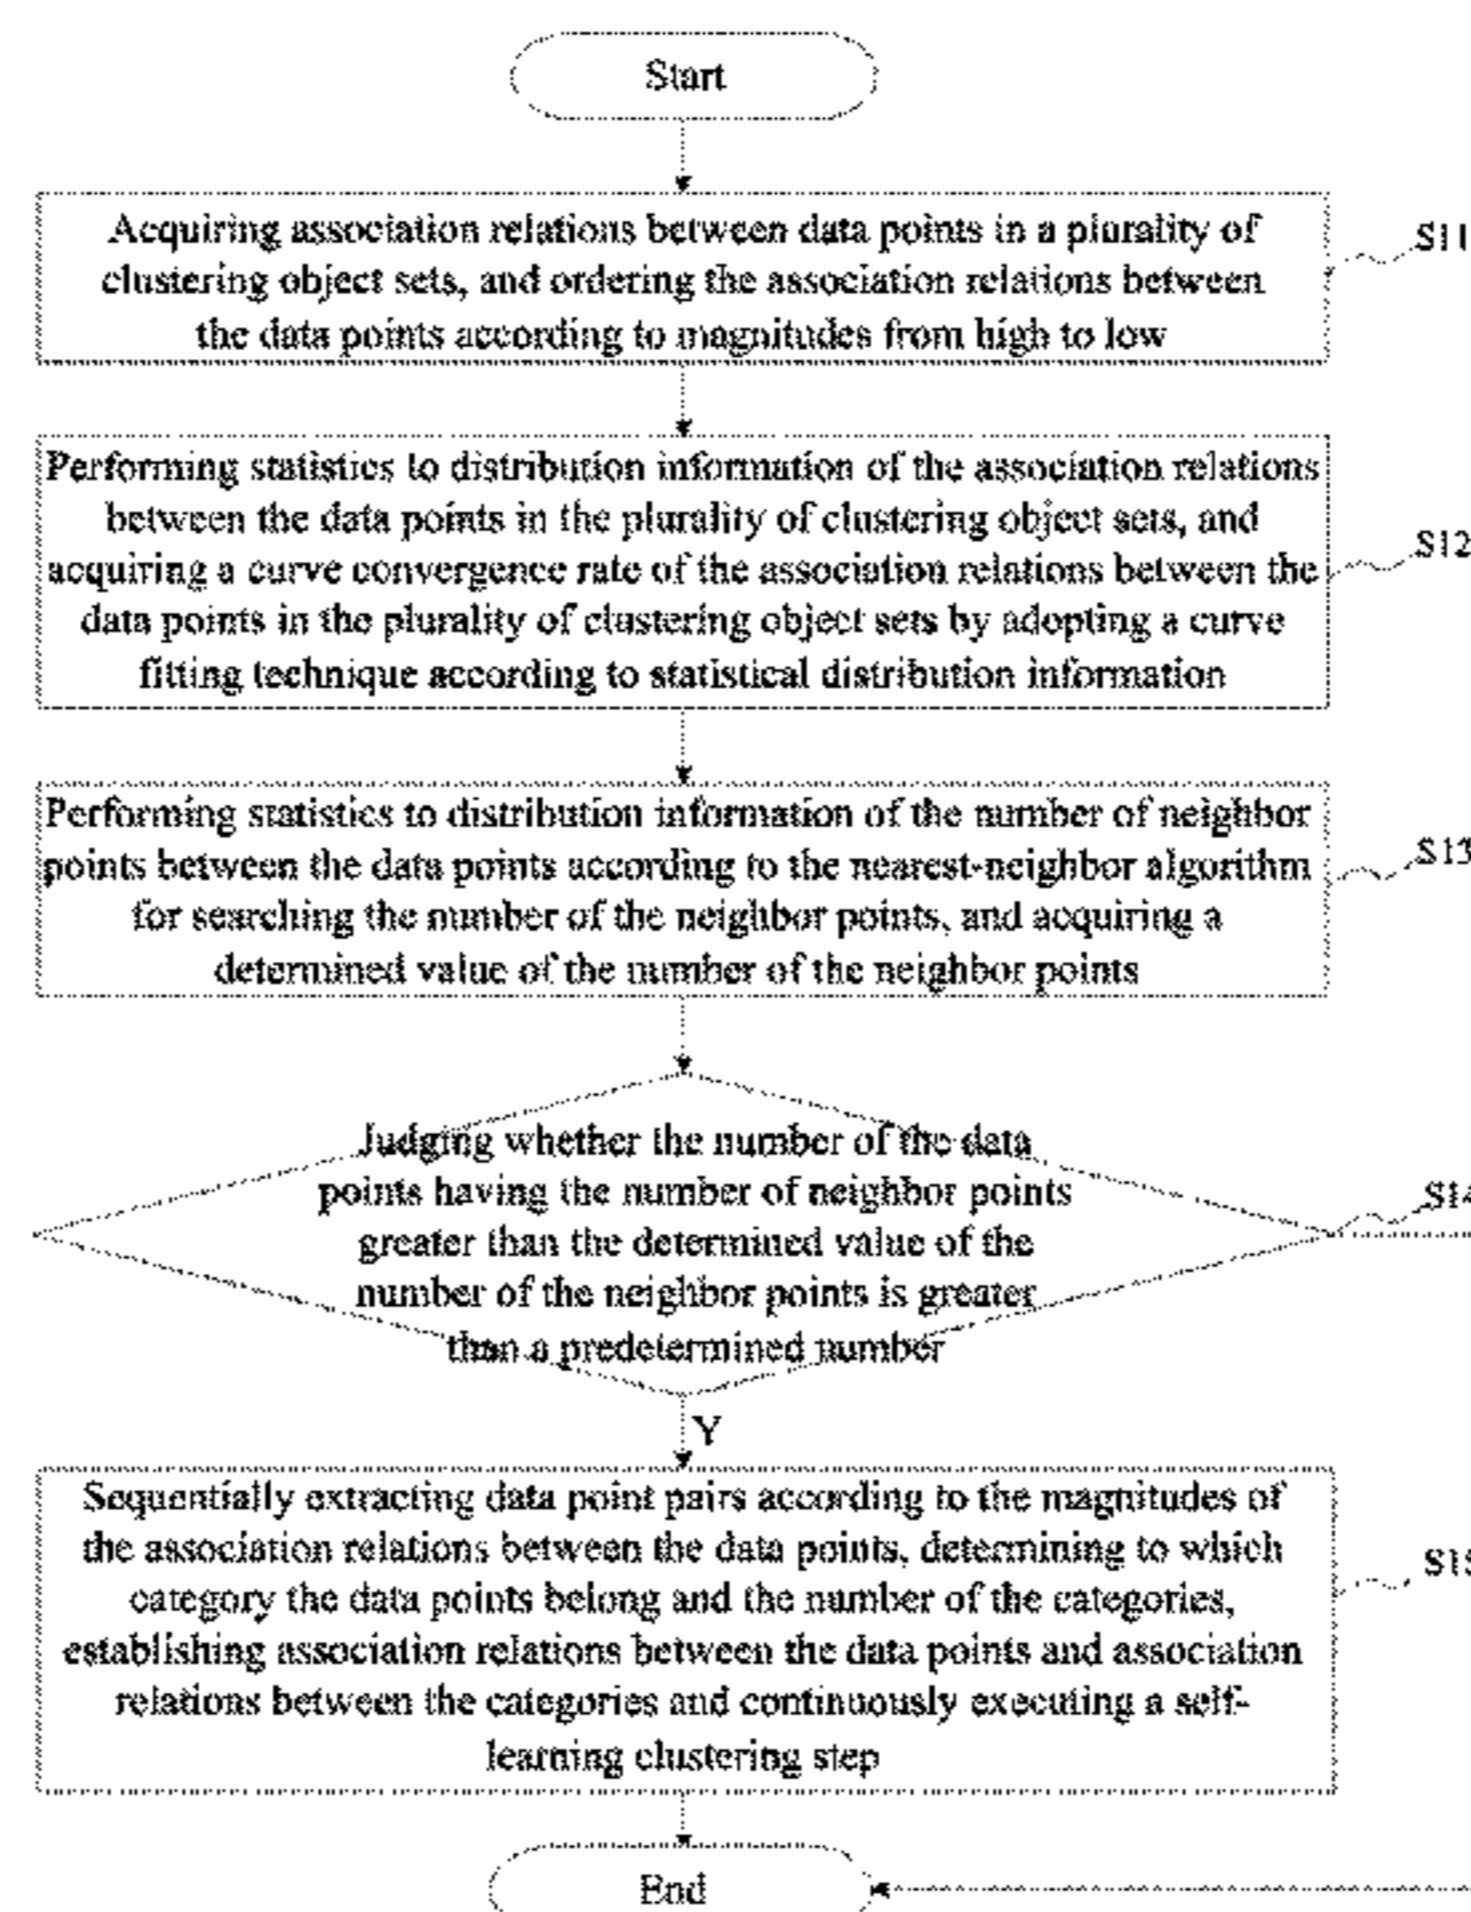 Start
Acquiring association relations between data points in a plurality of
clustering object sets, and ordering the association relations between
the data points according to magnitudes from high to low
S11
Performing statistics to distribution information of the association relations
between the data points in the plurality of clustering object sets, and
acquiring a curve convergence rate of the association relations between the
data points in the plurality of clustering object sets by adopting a curve
fitting technique according to statistical distribution information
S12
Performing statistics to distribution information of the number of neighbor
points between the data points according to the nearest-neighbor algorithm
for searching the number of the neighbor points, and acquiring a
determined value of the number of the neighbor points
S13
Judging whether the number of the data
points having the number of neighbor points
greater than the determined value of the
number of the neighbor points is greater
than a predetermined number
S14
Y
Sequentially extracting data point pairs according to the magnitudes of
the association relations between the data points, determining to which
category the data points belong and the number of the categories,
establishing association relations between the data points and association
relations between the categories and continuously executing a self-
learning clustering step
S15
End